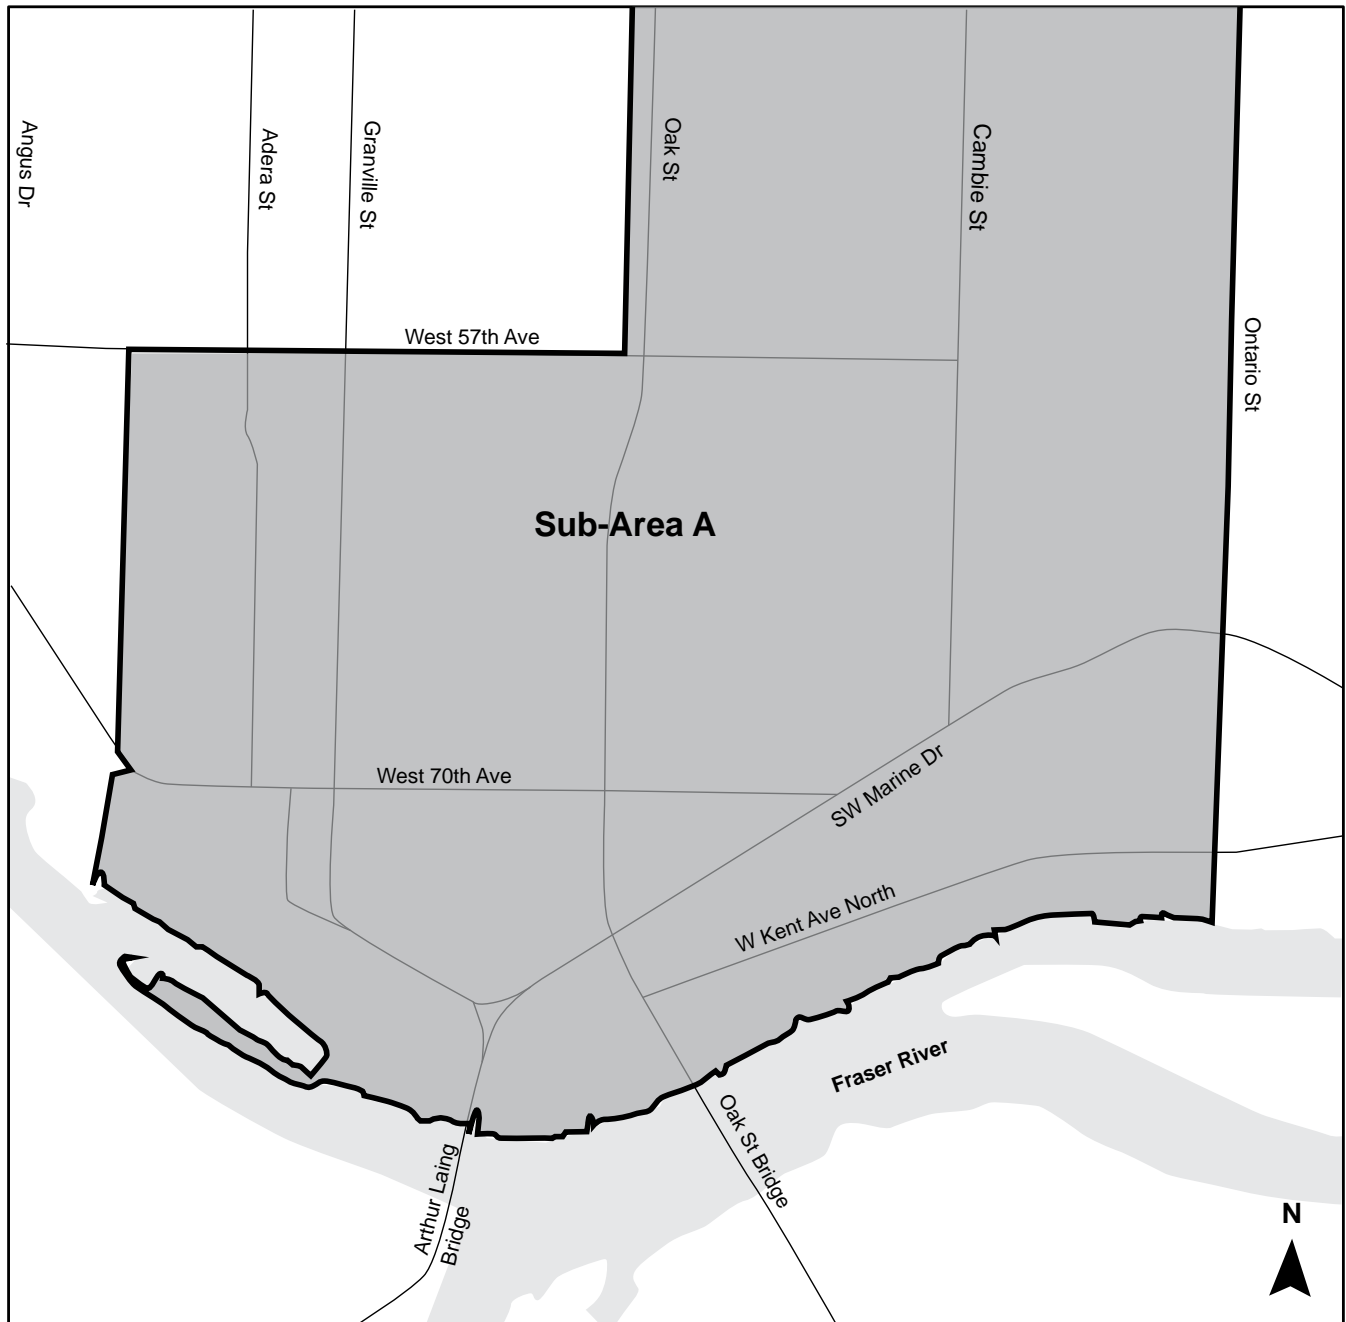 Angus Dr
Adera St
Granville St
Oak St
Cambie St
West 57th Ave
Ontario St
Sub-Area A
West 70th Ave
SW Marine Dr
W Kent Ave North
Fraser River
Oak St Bridge
Arthur Laing
Bridge
N